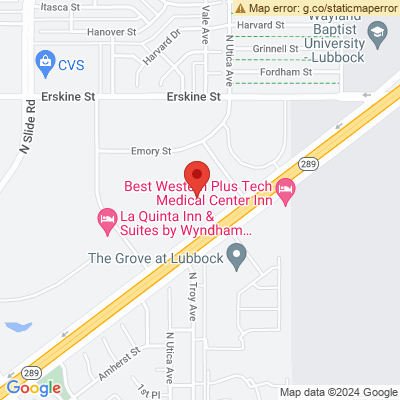 Map error: g.co/staticmaperror
Itasca St
Hanover St
Harvard Dr
Vale Ave
N Utica Ave
Harvard St
Grinnell St
Fordham St
Wayland
Baptist
University
-Lubbock
CVS
N Slide Rd
Erskine St
Erskine St
Emory St
289
Best Western Plus Tech
Medical Center Inn
La Quinta Inn &
Suites by Wyndham...
The Grove at Lubbock
N Troy Ave
N Utica Ave
Amherst St
1st Pl
289
Google
Map data ©2024 Google